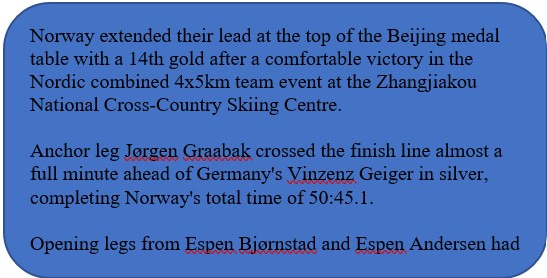 Norway extended their lead at the top of the Beijing medal
table with a 14th gold after a comfortable victory in the
Nordic combined 4x5km team event at the Zhangjiakou
National Cross-Country Skiing Centre.
Anchor leg Jørgen Graabak crossed the finish line almost a
full minute ahead of Germany's Vinzenz Geiger in silver,
completing Norway's total time of 50:45.1.
Opening legs from Espen Bjørnstad and Espen Andersen had